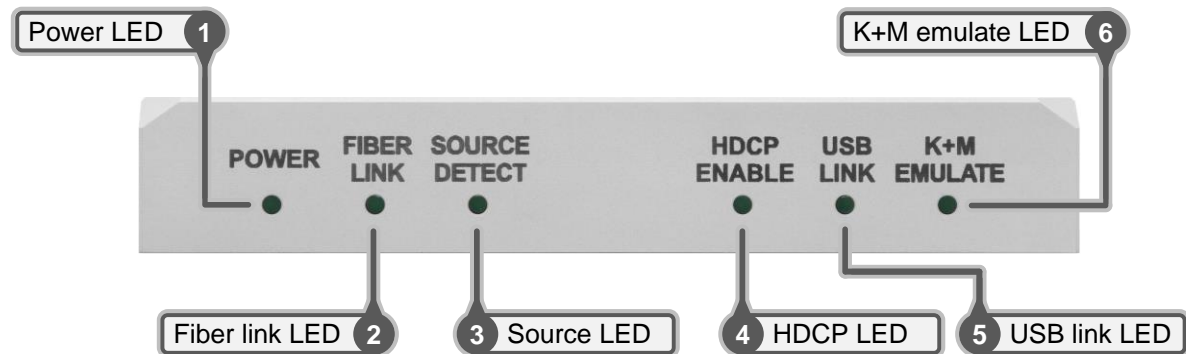 Power LED 1
K+M emulate LED 6
POWER
FIBER
LINK
SOURCE
DETECT
HDCP
ENABLE
USB
LINK
K+M
EMULATE
Fiber link LED 2
3 Source LED
4 HDCP LED
5 USB link LED